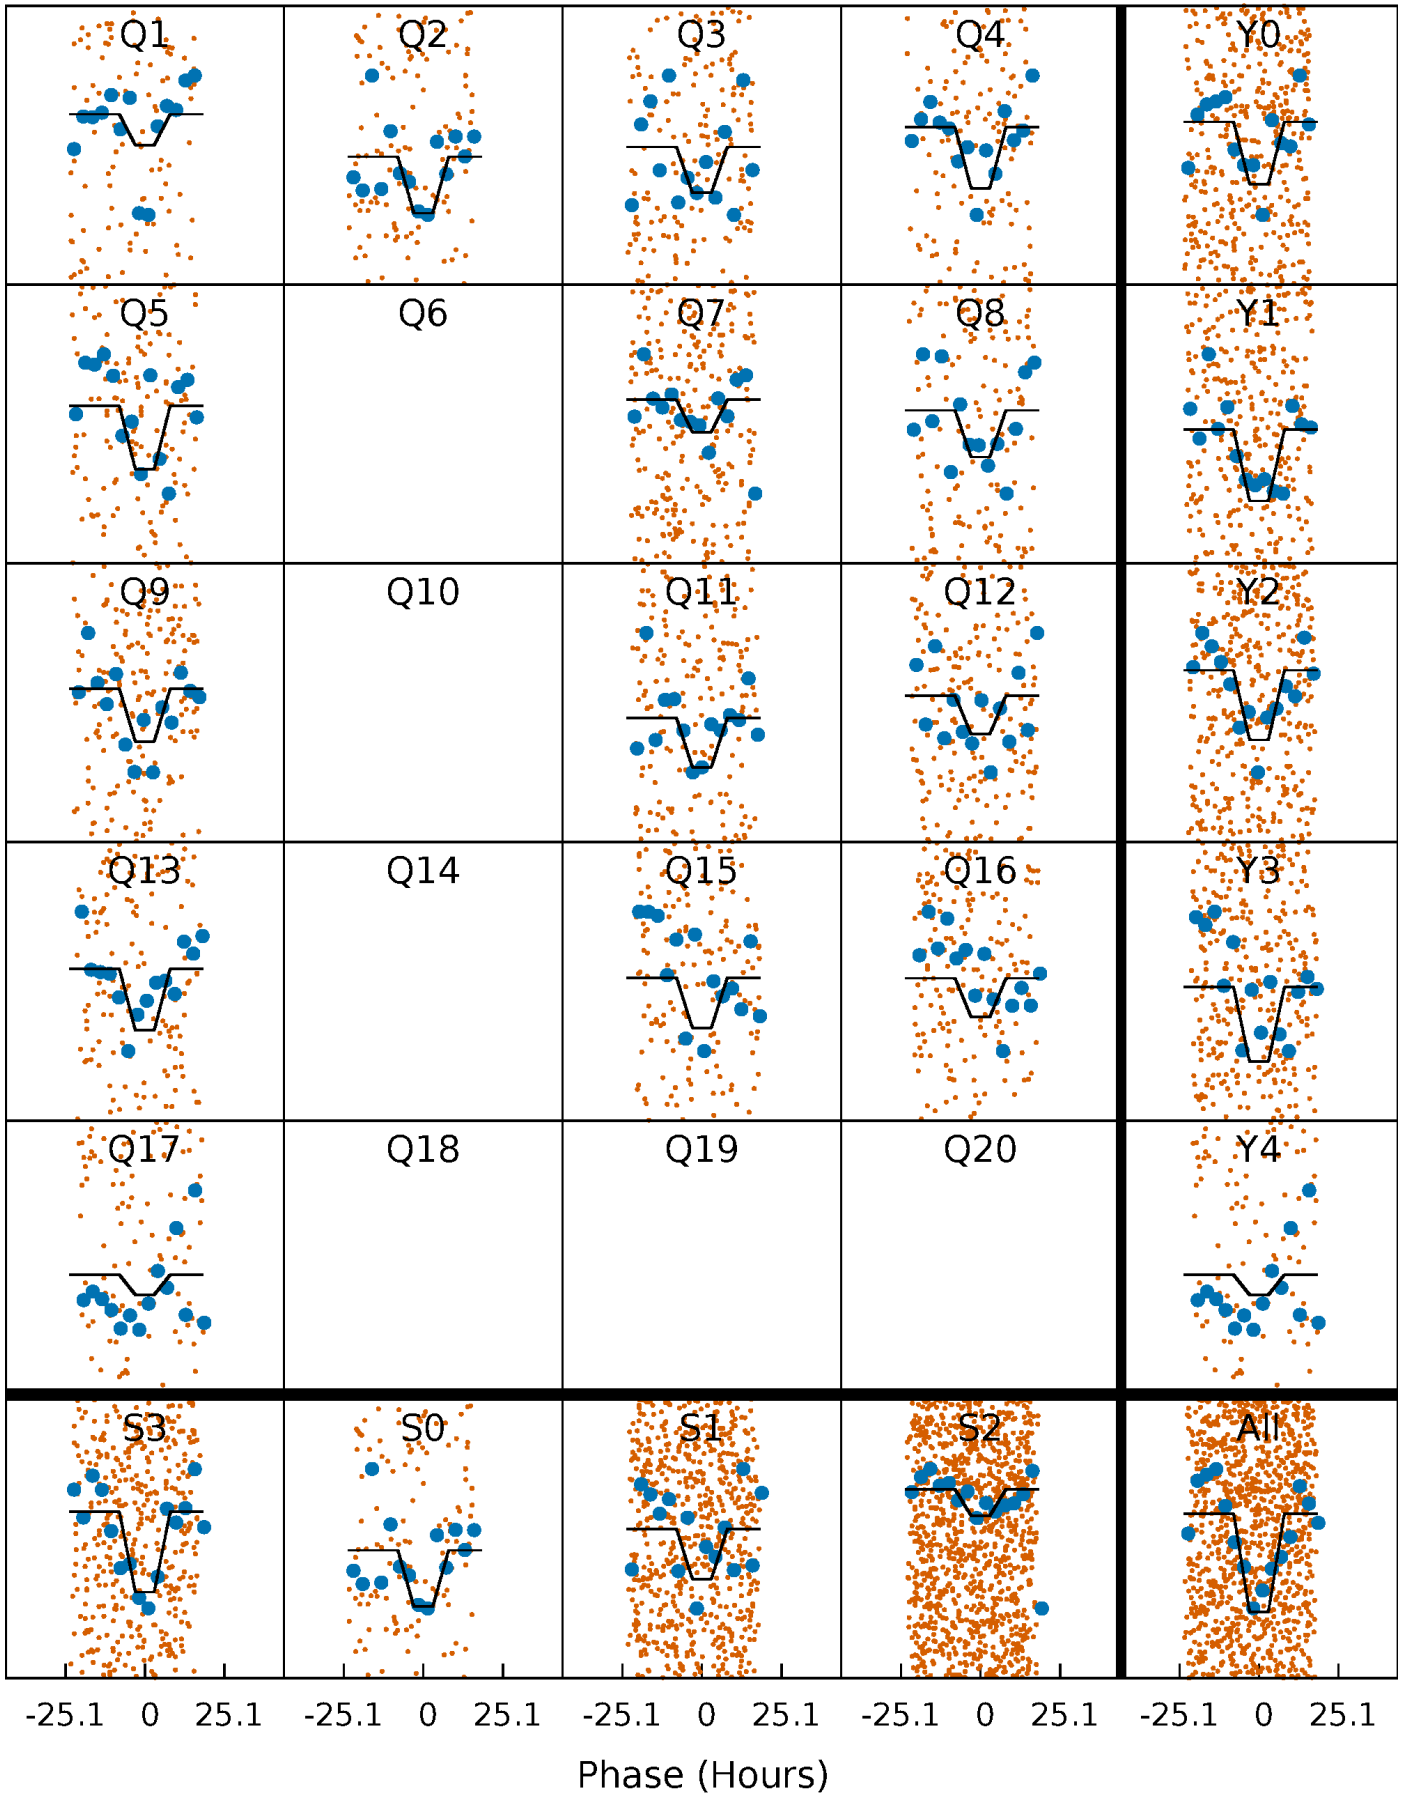 Q1 Q2 Q3 Q4 Y0
Q5 Q6 Q7 Q8 Y1
Q9 Q10 Q11 Q12 Y2
Q13 Q14 Q15 Q16 Y3
Q17 Q18 Q19 Q20 Y4
S3 S0 S1 S2 All
-25.1 0 25.1 -25.1 0 25.1 -25.1 0 25.1 -25.1 0 25.1 -25.1 0 25.1
Phase (Hours)